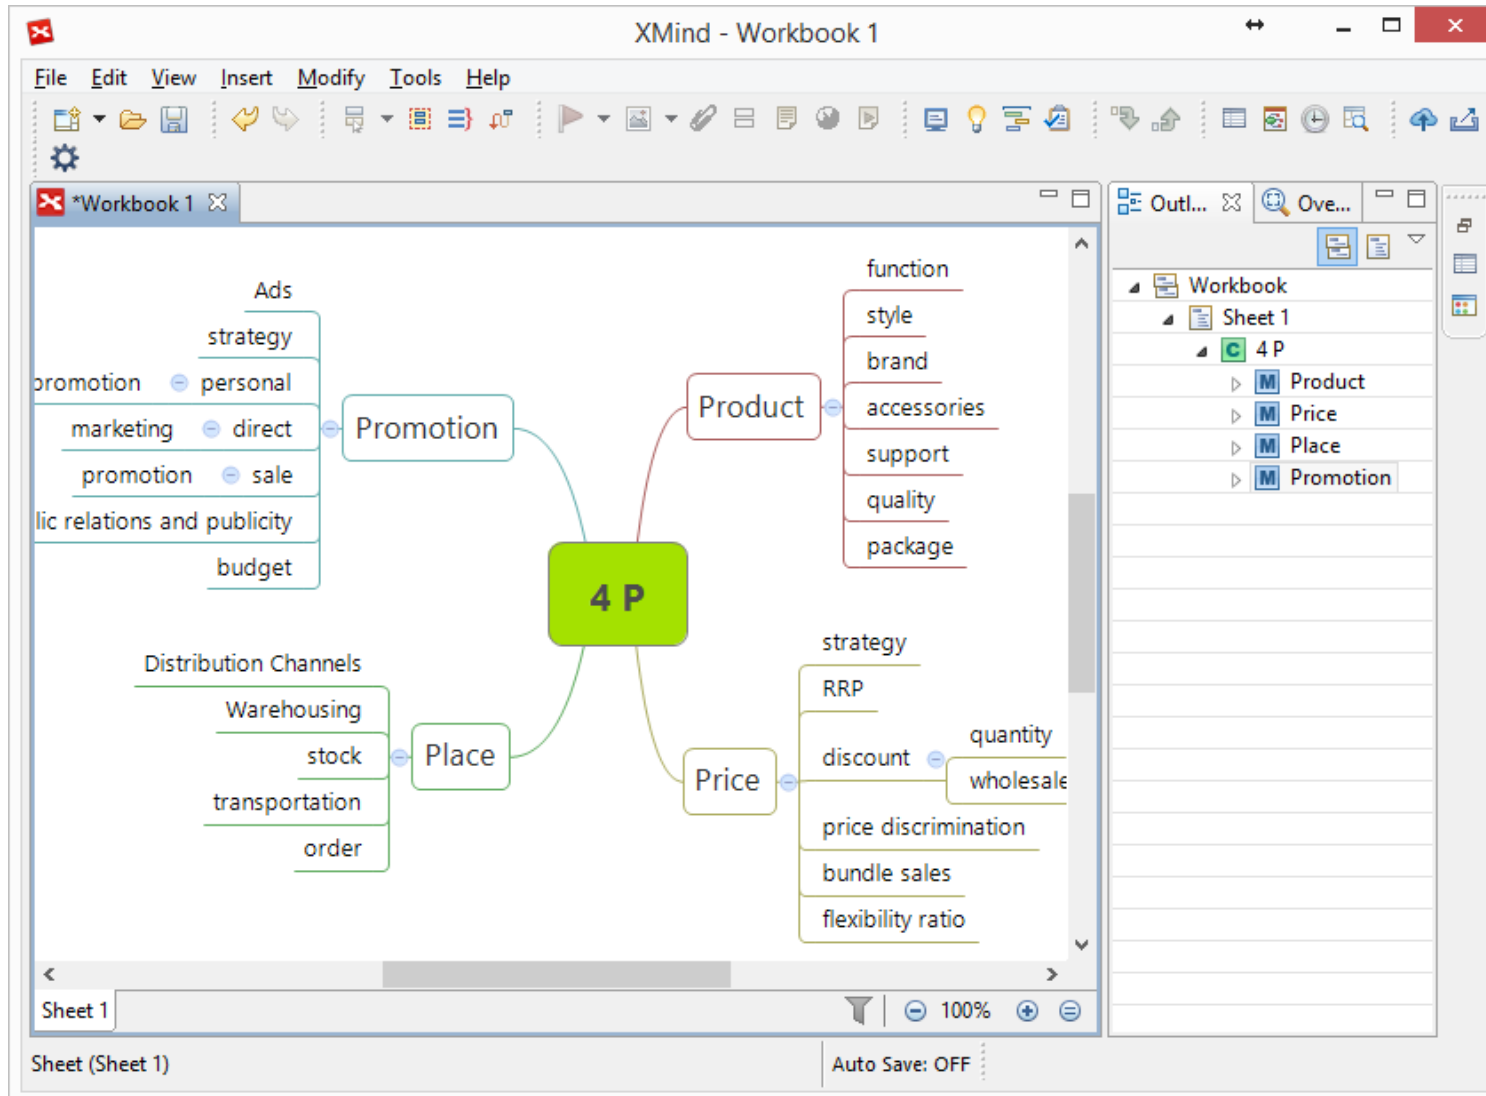 XMind - Workbook 1
File Edit View Insert Modify Tools Help
*Workbook 1
Outl...
Ove...
Ads
strategy
promotion personal
marketing direct
promotion sale
lic relations and publicity
budget
Promotion
Product
function
style
brand
accessories
support
quality
package
4 P
Distribution Channels
Warehousing
stock
transportation
order
Place
Price
strategy
RRP
discount
quantity
wholesale
price discrimination
bundle sales
flexibility ratio
Workbook
Sheet 1
C 4 P
M Product
M Price
M Place
M Promotion
Sheet 1
100%
Sheet (Sheet 1)
Auto Save: OFF